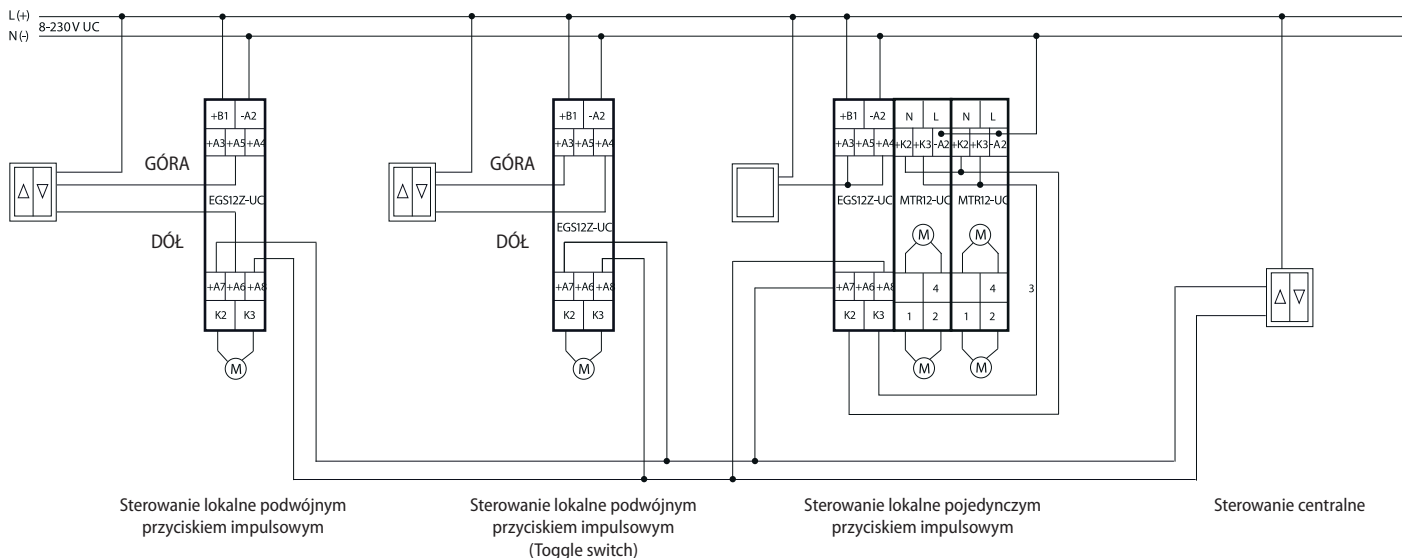 L (+)
8-230 V UC
N (-)
+B1 -A2
+A3 +A5 +A4
GÓRA
EGS12Z-UC
DÓŁ
+A7 +A6 +A8
K2 K3
M
+B1 -A2
+A3 +A5 +A4
GÓRA
EGS12Z-UC
DÓŁ
+A7 +A6 +A8
K2 K3
M
+B1 -A2 N L N L
+A3 +A5 +A4 +K2 +K3 -A2 +K2 +K3 -A2
EGS12Z-UC MTR12-UC MTR12-UC
M M
+A7 +A6 +A8 4 4 3
K2 K3 1 2 1 2
M M
Sterowanie lokalne podwójnym
przyciskiem impulsowym
Sterowanie lokalne podwójnym
przyciskiem impulsowym
(Toggle switch)
Sterowanie lokalne pojedynczym
przyciskiem impulsowym
Sterowanie centralne